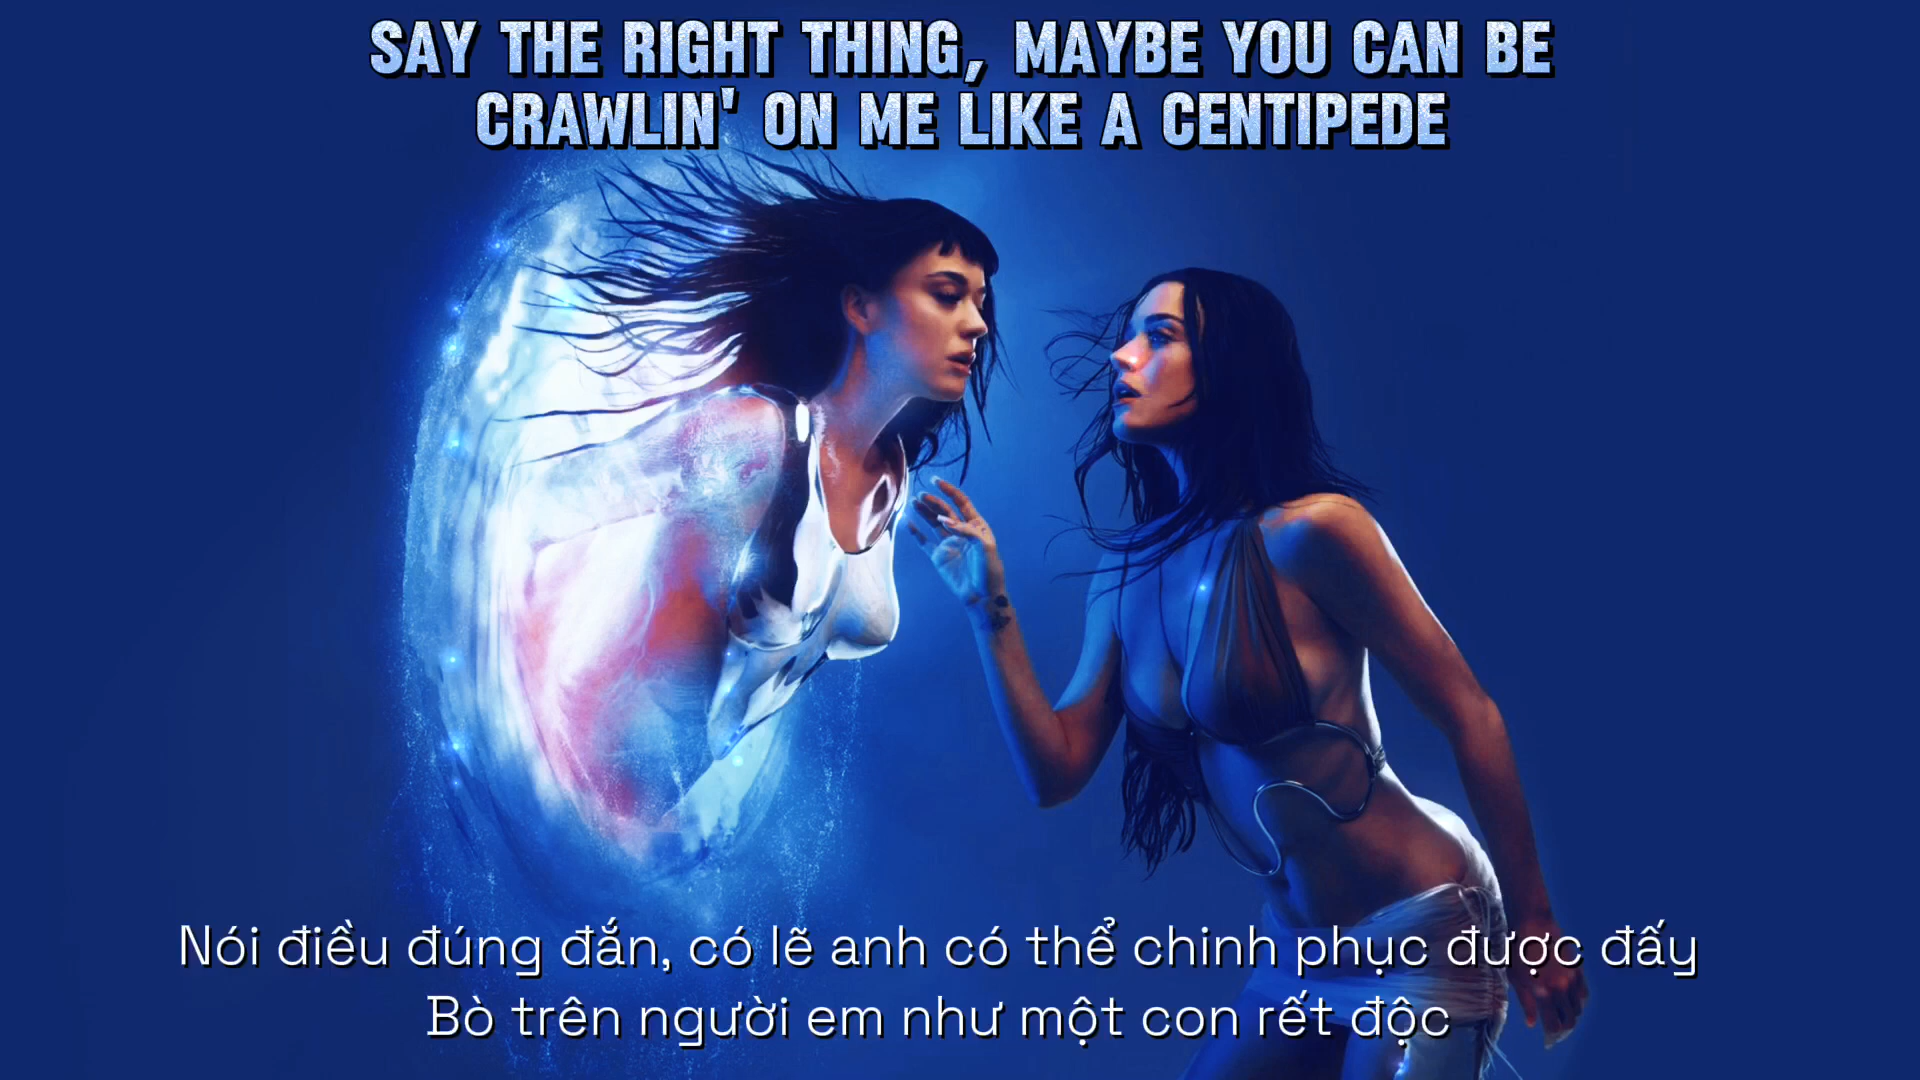 SAY THE RIGHT THING, MAYBE YOU CAN BE
CRAWLIN' ON ME LIKE A CENTIPEDE
Nói điều đúng đắn, có lẽ anh có thể chinh phục được đấy
Bò trên người em như một con rết độc